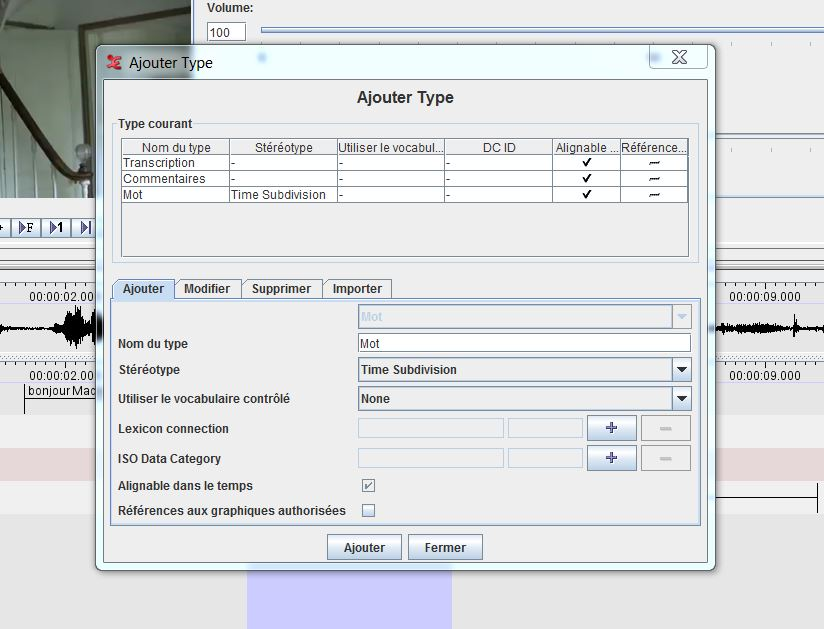 Volume:
100
Ajouter Type
Ajouter Type
Type courant
Nom du type Stéréotype Utiliser le vocabul... DC ID Alignable ... Référence...
Transcription - - - ✔
Commentaires - - - ✔
Mot Time Subdivision - - ✔
F 1
Ajouter Modifier Supprimer Importer
00:00:02.00 00:00:09.000
Mot
Nom du type Mot
Stéréotype Time Subdivision
00:00:02.00 00:00:09.000
bonjour Mad
Utiliser le vocabulaire contrôlé None
Lexicon connection + -
ISO Data Category + -
Alignable dans le temps ✔
Références aux graphiques authorisées
Ajouter Fermer